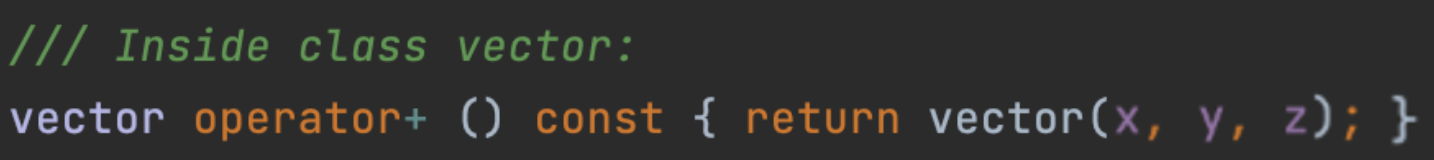 /// Inside class vector:
vector operator+ () const { return vector(x, y, z); }